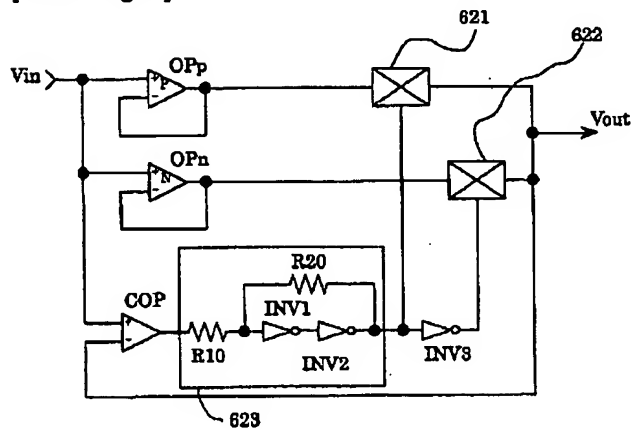 621
622
Vin
OPp
+
P
-
Vout
OPn
+
N
-
R20
COP
INV1
+
-
R10
INV2
INV3
623